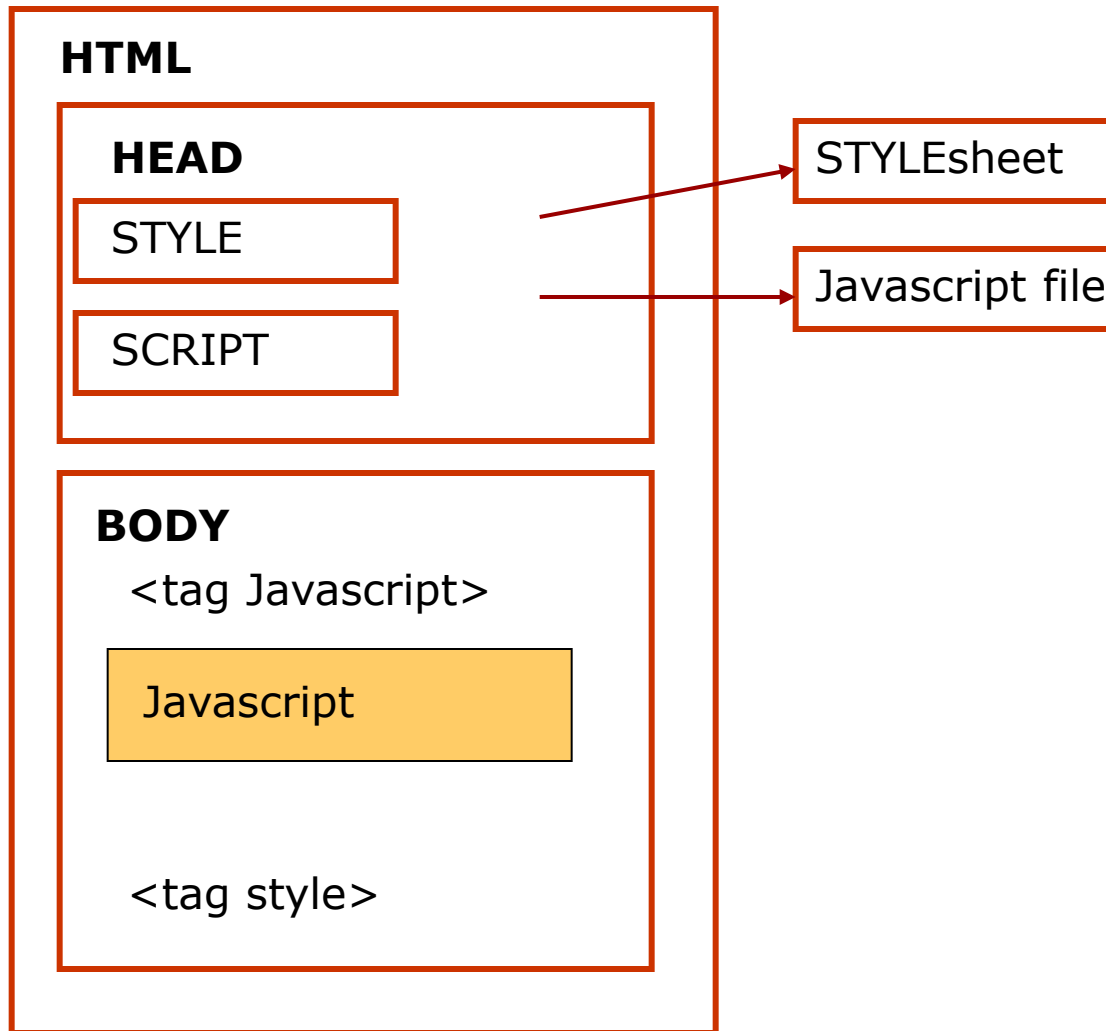 HTML
HEAD
STYLE
SCRIPT
STYLEsheet
Javascript file
BODY
<tag Javascript>
Javascript
<tag style>